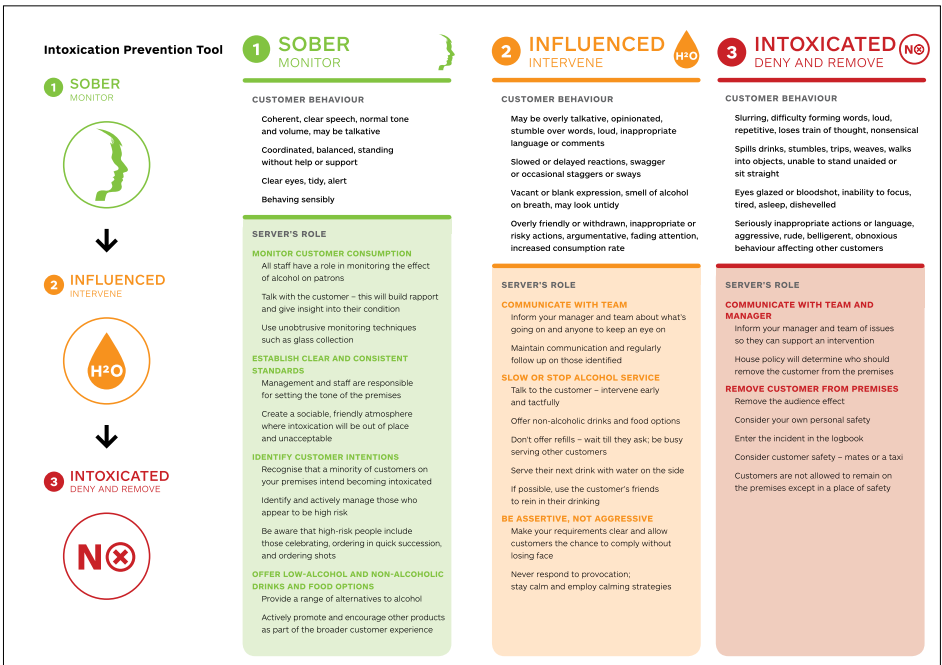 Intoxication Prevention Tool
1 SOBER
MONITOR
2 INFLUENCED
INTERVENE
H²O
3 INTOXICATED
DENY AND REMOVE
NO
1 SOBER
MONITOR
CUSTOMER BEHAVIOUR
Coherent, clear speech, normal tone
and volume, may be talkative
Coordinated, balanced, standing
without help or support
Clear eyes, tidy, alert
Behaving sensibly
SERVER'S ROLE
MONITOR CUSTOMER CONSUMPTION
All staff have a role in monitoring the effect
of alcohol on patrons
Talk with the customer – this will build rapport
and give insight into their condition
Use unobtrusive monitoring techniques
such as glass collection
ESTABLISH CLEAR AND CONSISTENT
STANDARDS
Management and staff are responsible
for setting the tone of the premises
Create a sociable, friendly atmosphere
where intoxication will be out of place
and unacceptable
IDENTIFY CUSTOMER INTENTIONS
Recognise that a minority of customers on
your premises intend becoming intoxicated
Identify and actively manage those who
appear to be high risk
Be aware that high-risk people include
those celebrating, ordering in quick succession,
and ordering shots
OFFER LOW-ALCOHOL AND NON-ALCOHOLIC
DRINKS AND FOOD OPTIONS
Provide a range of alternatives to alcohol
Actively promote and encourage other products
as part of the broader customer experience
2 INFLUENCED
INTERVENE
H²O
CUSTOMER BEHAVIOUR
May be overly talkative, opinionated,
stumble over words, loud, inappropriate
language or comments
Slowed or delayed reactions, swagger
or occasional staggers or sways
Vacant or blank expression, smell of alcohol
on breath, may look untidy
Overly friendly or withdrawn, inappropriate or
risky actions, argumentative, fading attention,
increased consumption rate
SERVER'S ROLE
COMMUNICATE WITH TEAM
Inform your manager and team about what's
going on and anyone to keep an eye on
Maintain communication and regularly
follow up on those identified
SLOW OR STOP ALCOHOL SERVICE
Talk to the customer – intervene early
and tactfully
Offer non-alcoholic drinks and food options
Don't offer refills – wait till they ask; be busy
serving other customers
Serve their next drink with water on the side
If possible, use the customer's friends
to rein in their drinking
BE ASSERTIVE, NOT AGGRESSIVE
Make your requirements clear and allow
customers the chance to comply without
losing face
Never respond to provocation;
stay calm and employ calming strategies
3 INTOXICATED
DENY AND REMOVE
NO
CUSTOMER BEHAVIOUR
Slurring, difficulty forming words, loud,
repetitive, loses train of thought, nonsensical
Spills drinks, stumbles, trips, weaves, walks
into objects, unable to stand unaided or
sit straight
Eyes glazed or bloodshot, inability to focus,
tired, asleep, dishevelled
Seriously inappropriate actions or language,
aggressive, rude, belligerent, obnoxious
behaviour affecting other customers
SERVER'S ROLE
COMMUNICATE WITH TEAM AND
MANAGER
Inform your manager and team of issues
so they can support an intervention
House policy will determine who should
remove the customer from the premises
REMOVE CUSTOMER FROM PREMISES
Remove the audience effect
Consider your own personal safety
Enter the incident in the logbook
Consider customer safety – mates or a taxi
Customers are not allowed to remain on
the premises except in a place of safety